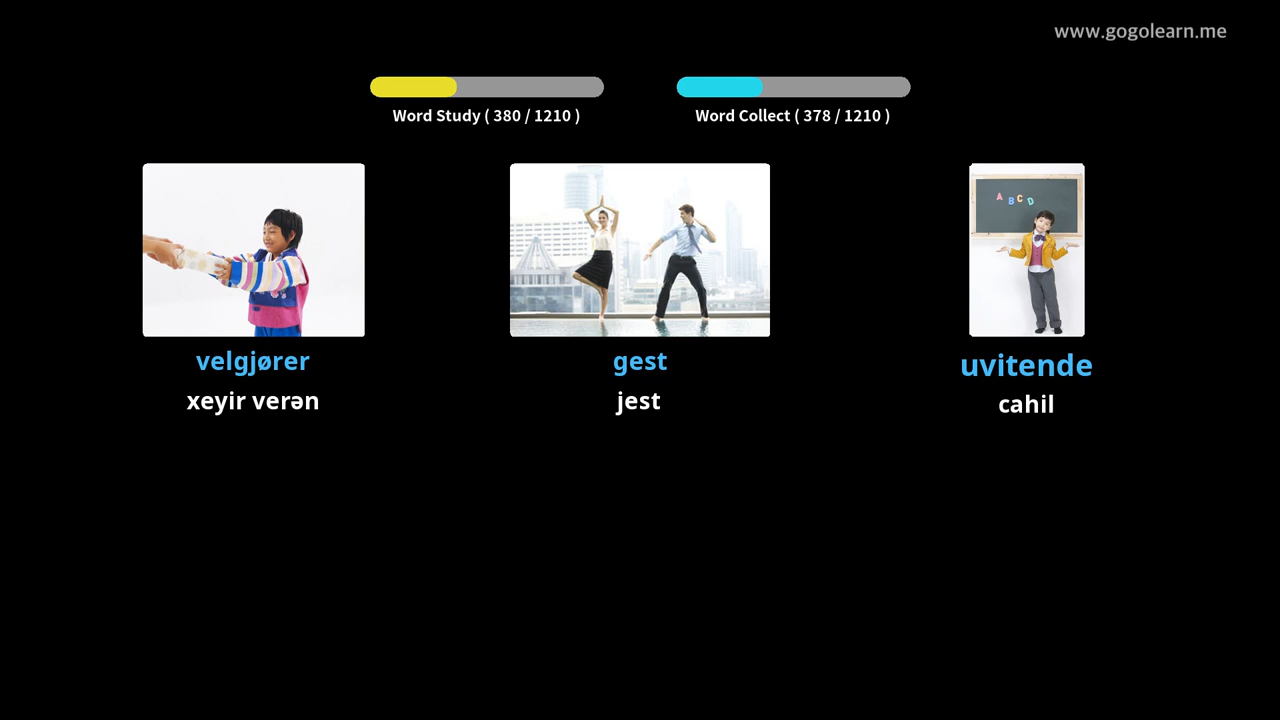 www.gogolearn.me
Word Study ( 380 / 1210 )
Word Collect ( 378 / 1210 )
A B C D
velgjører
gest
uvitende
xeyir verən
jest
cahil